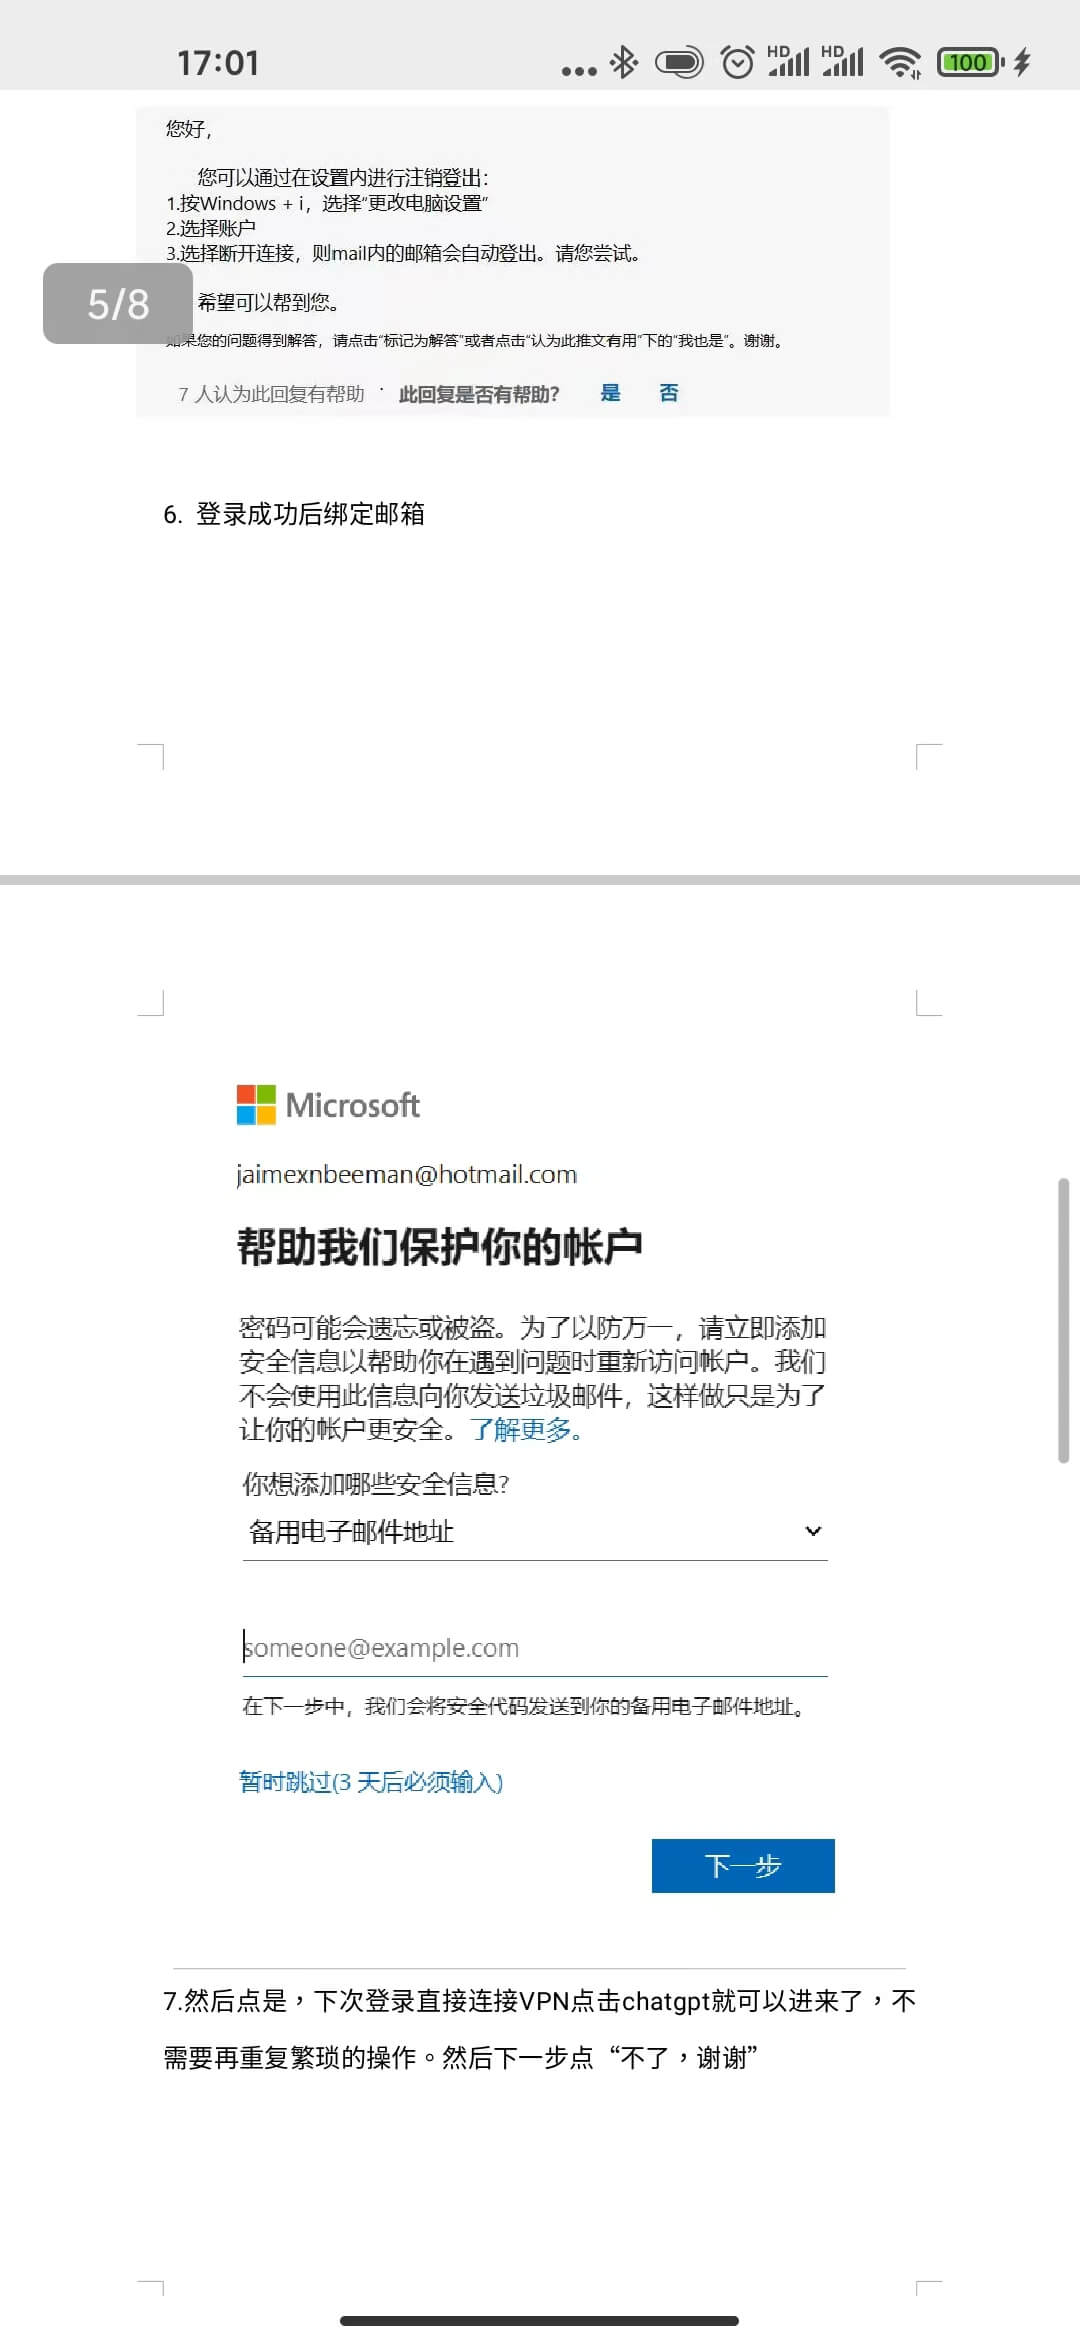 17:01
HD
HD
100
您好，
您可以通过在设置内进行注销登出：
1.按Windows + i，选择“更改电脑设置”
2.选择账户
3.选择断开连接，则mail内的邮箱会自动登出。请您尝试。
5/8
希望可以帮到您。
如果您的问题得到解答，请点击“标记为解答”或者点击“认为此推文有用”下的“我也是”。谢谢。
7 人认为此回复有帮助 · 此回复是否有帮助? 是 否
6. 登录成功后绑定邮箱
Microsoft
jaimexnbeeman@hotmail.com
帮助我们保护你的帐户
密码可能会遗忘或被盗。为了以防万一，请立即添加
安全信息以帮助你在遇到问题时重新访问帐户。我们
不会使用此信息向你发送垃圾邮件，这样做只是为了
让你的帐户更安全。了解更多。
你想添加哪些安全信息?
备用电子邮件地址
someone@example.com
在下一步中，我们会将安全代码发送到你的备用电子邮件地址。
暂时跳过(3 天后必须输入)
下一步
7.然后点是，下次登录直接连接VPN点击chatgpt就可以进来了，不
需要再重复繁琐的操作。然后下一步点“不了，谢谢”